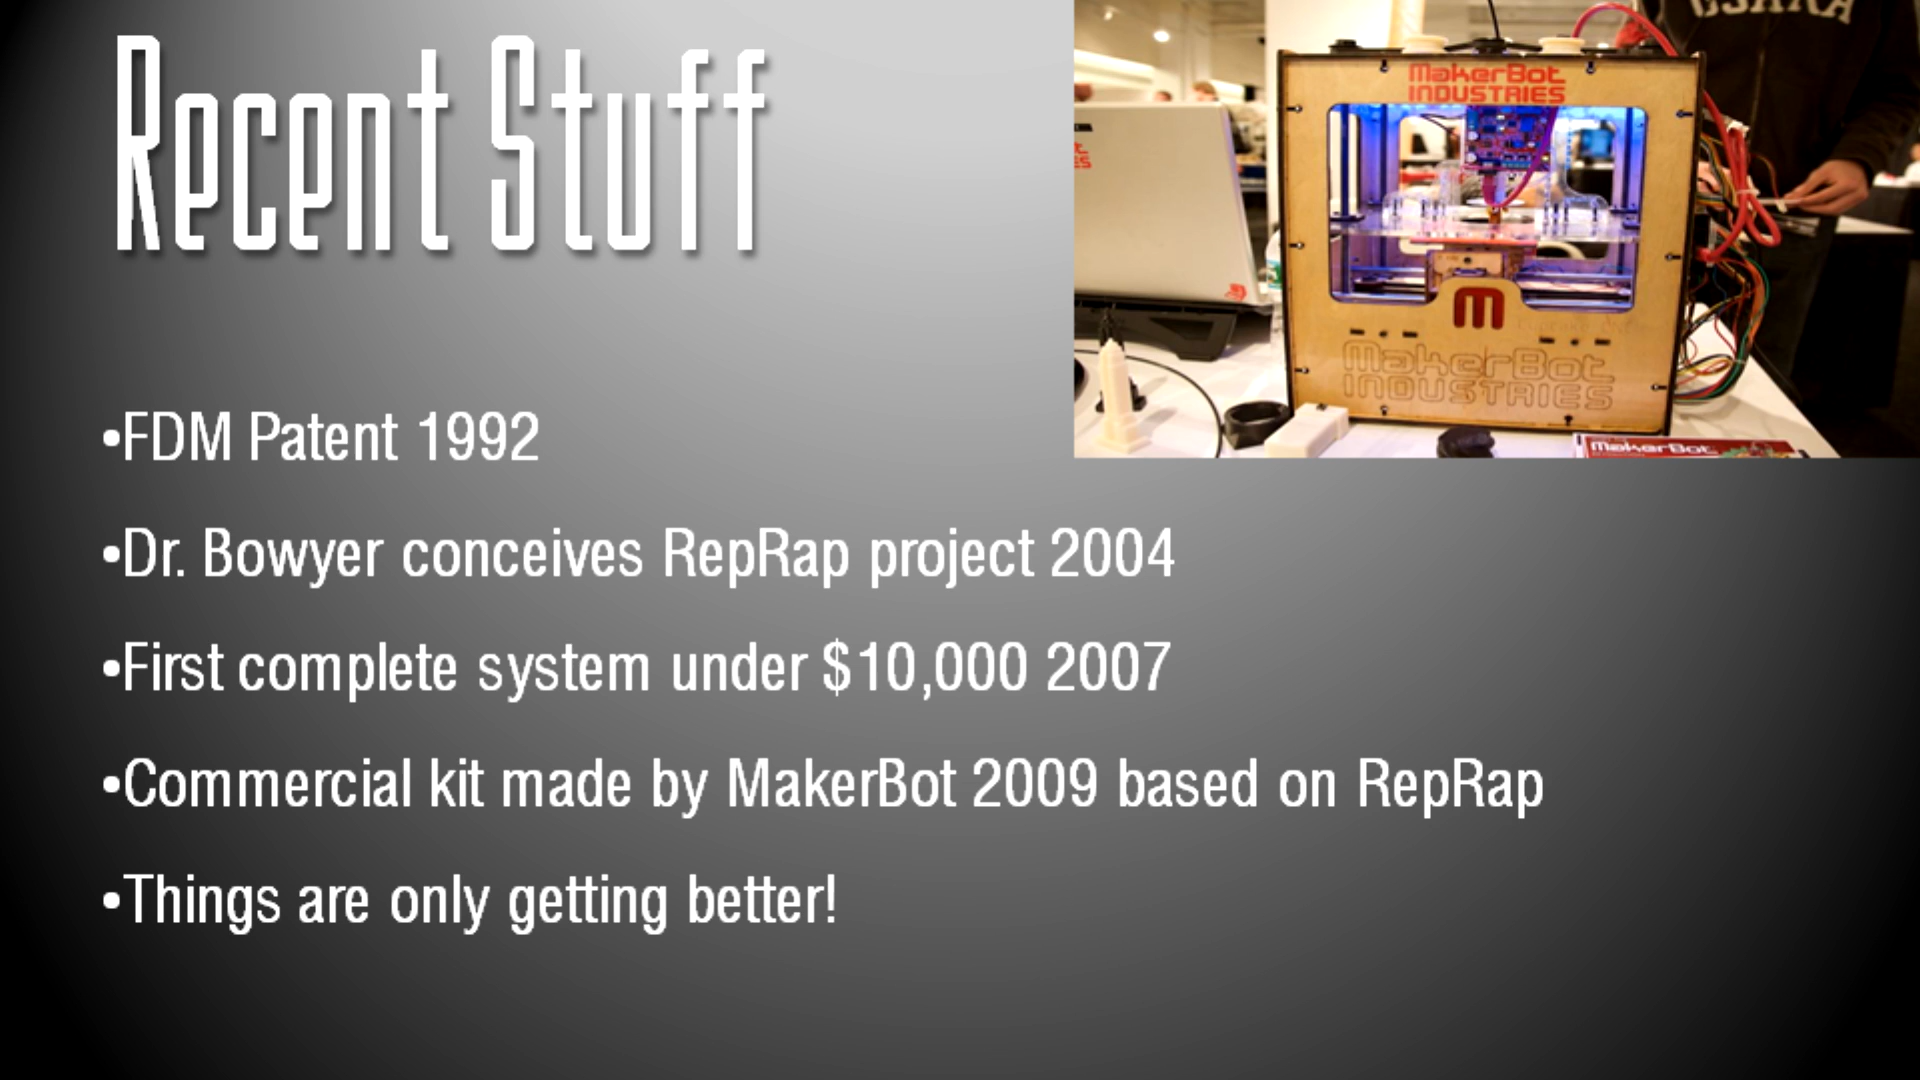 Recent Stuff
MakerBot
INDUSTRIES
M
MakerBot
INDUSTRIES
MakerBot
•FDM Patent 1992
•Dr. Bowyer conceives RepRap project 2004
•First complete system under $10,000 2007
•Commercial kit made by MakerBot 2009 based on RepRap
•Things are only getting better!